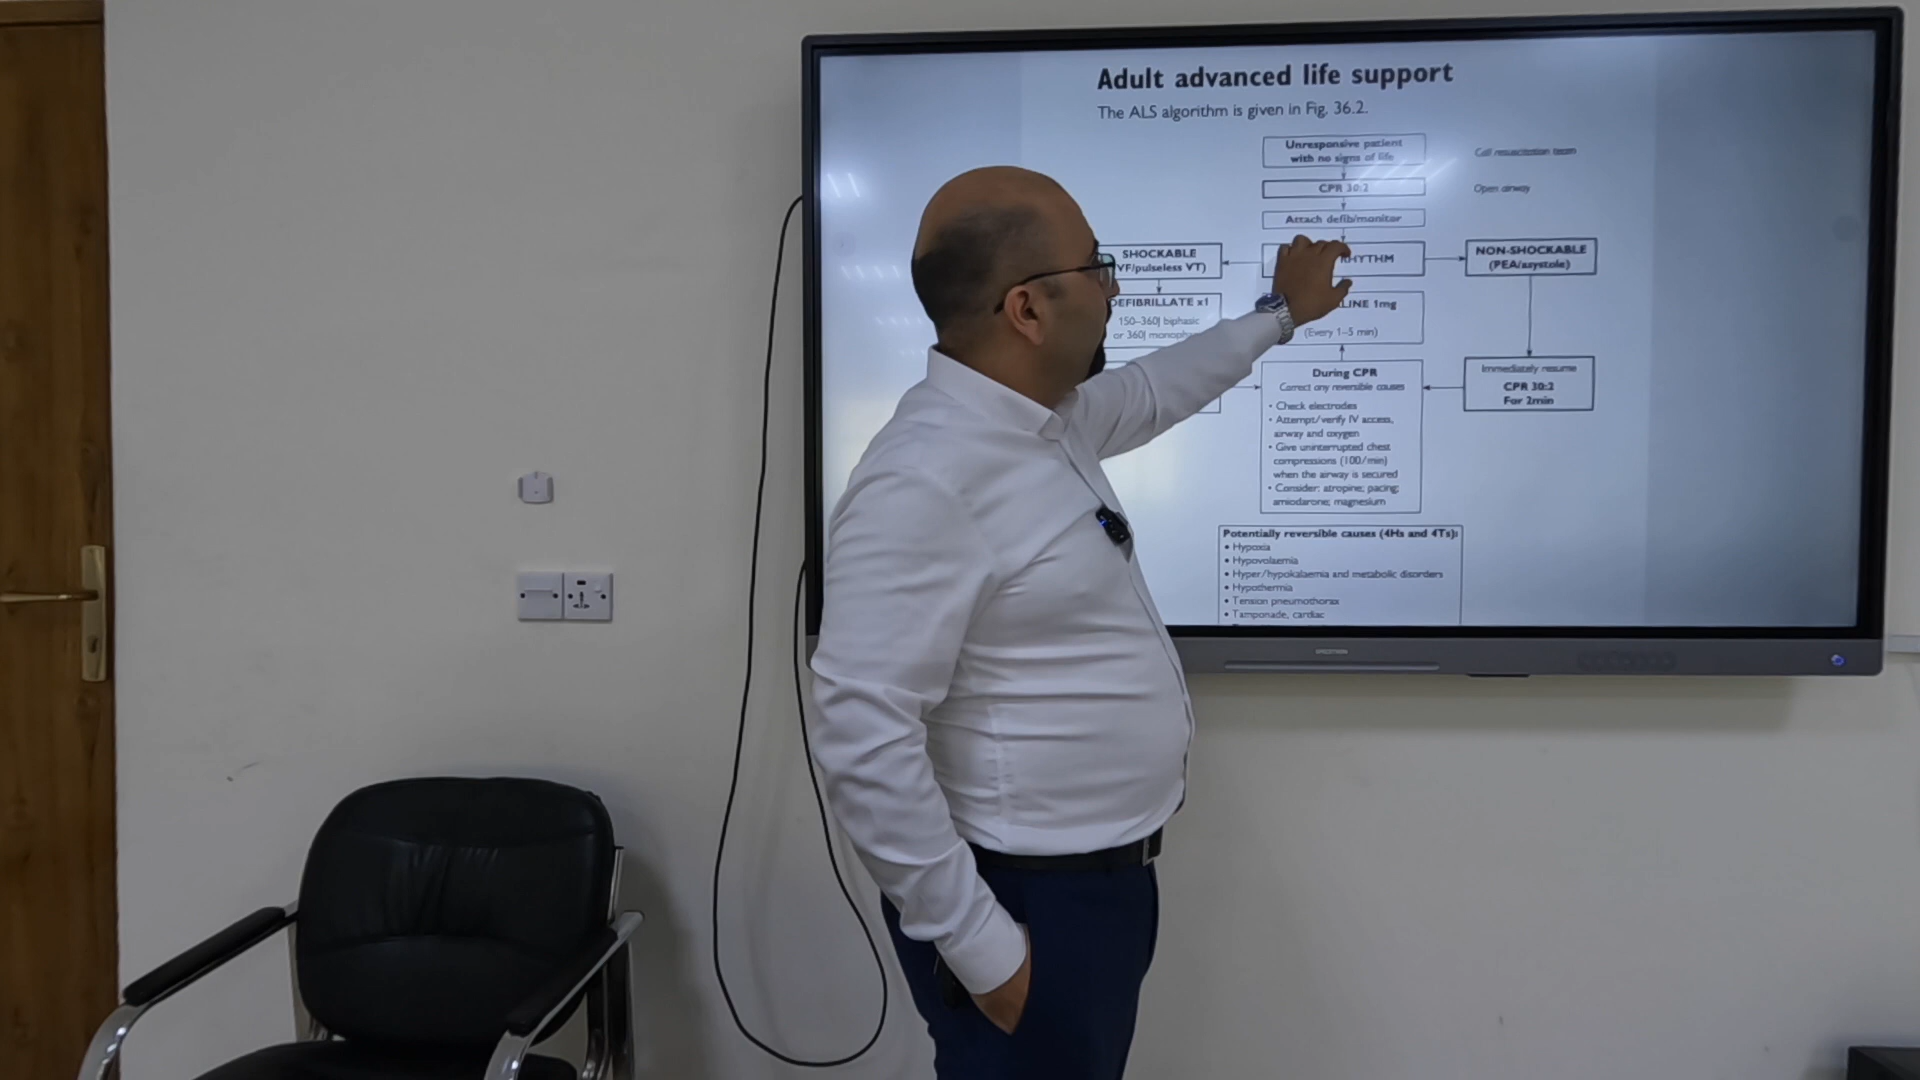 Adult advanced life support
The ALS algorithm is given in Fig. 36.2.
Unresponsive patient
with no signs of life
Call resuscitation team
CPR 30:2
Open airway
Attach defib/monitor
SHOCKABLE
VF/pulseless VT)
RHYTHM
NON-SHOCKABLE
(PEA/asystole)
DEFIBRILLATE x1
150–360J biphasic
or 360J
LINE 1mg
(Every 1–5 min)
During CPR
Correct any reversible causes
• Check electrodes
• Attempt/verify IV access,
airway and oxygen
• Give uninterrupted chest
compressions (100/min)
when the airway is secured
• Consider: atropine; pacing;
amiodarone; magnesium
Immediately resume
CPR 30:2
For 2min
Potentially reversible causes (4Hs and 4Ts):
• Hypoxia
• Hypovolaemia
• Hyper/hypokalaemia and metabolic disorders
• Hypothermia
• Tension pneumothorax
• Tamponade, cardiac